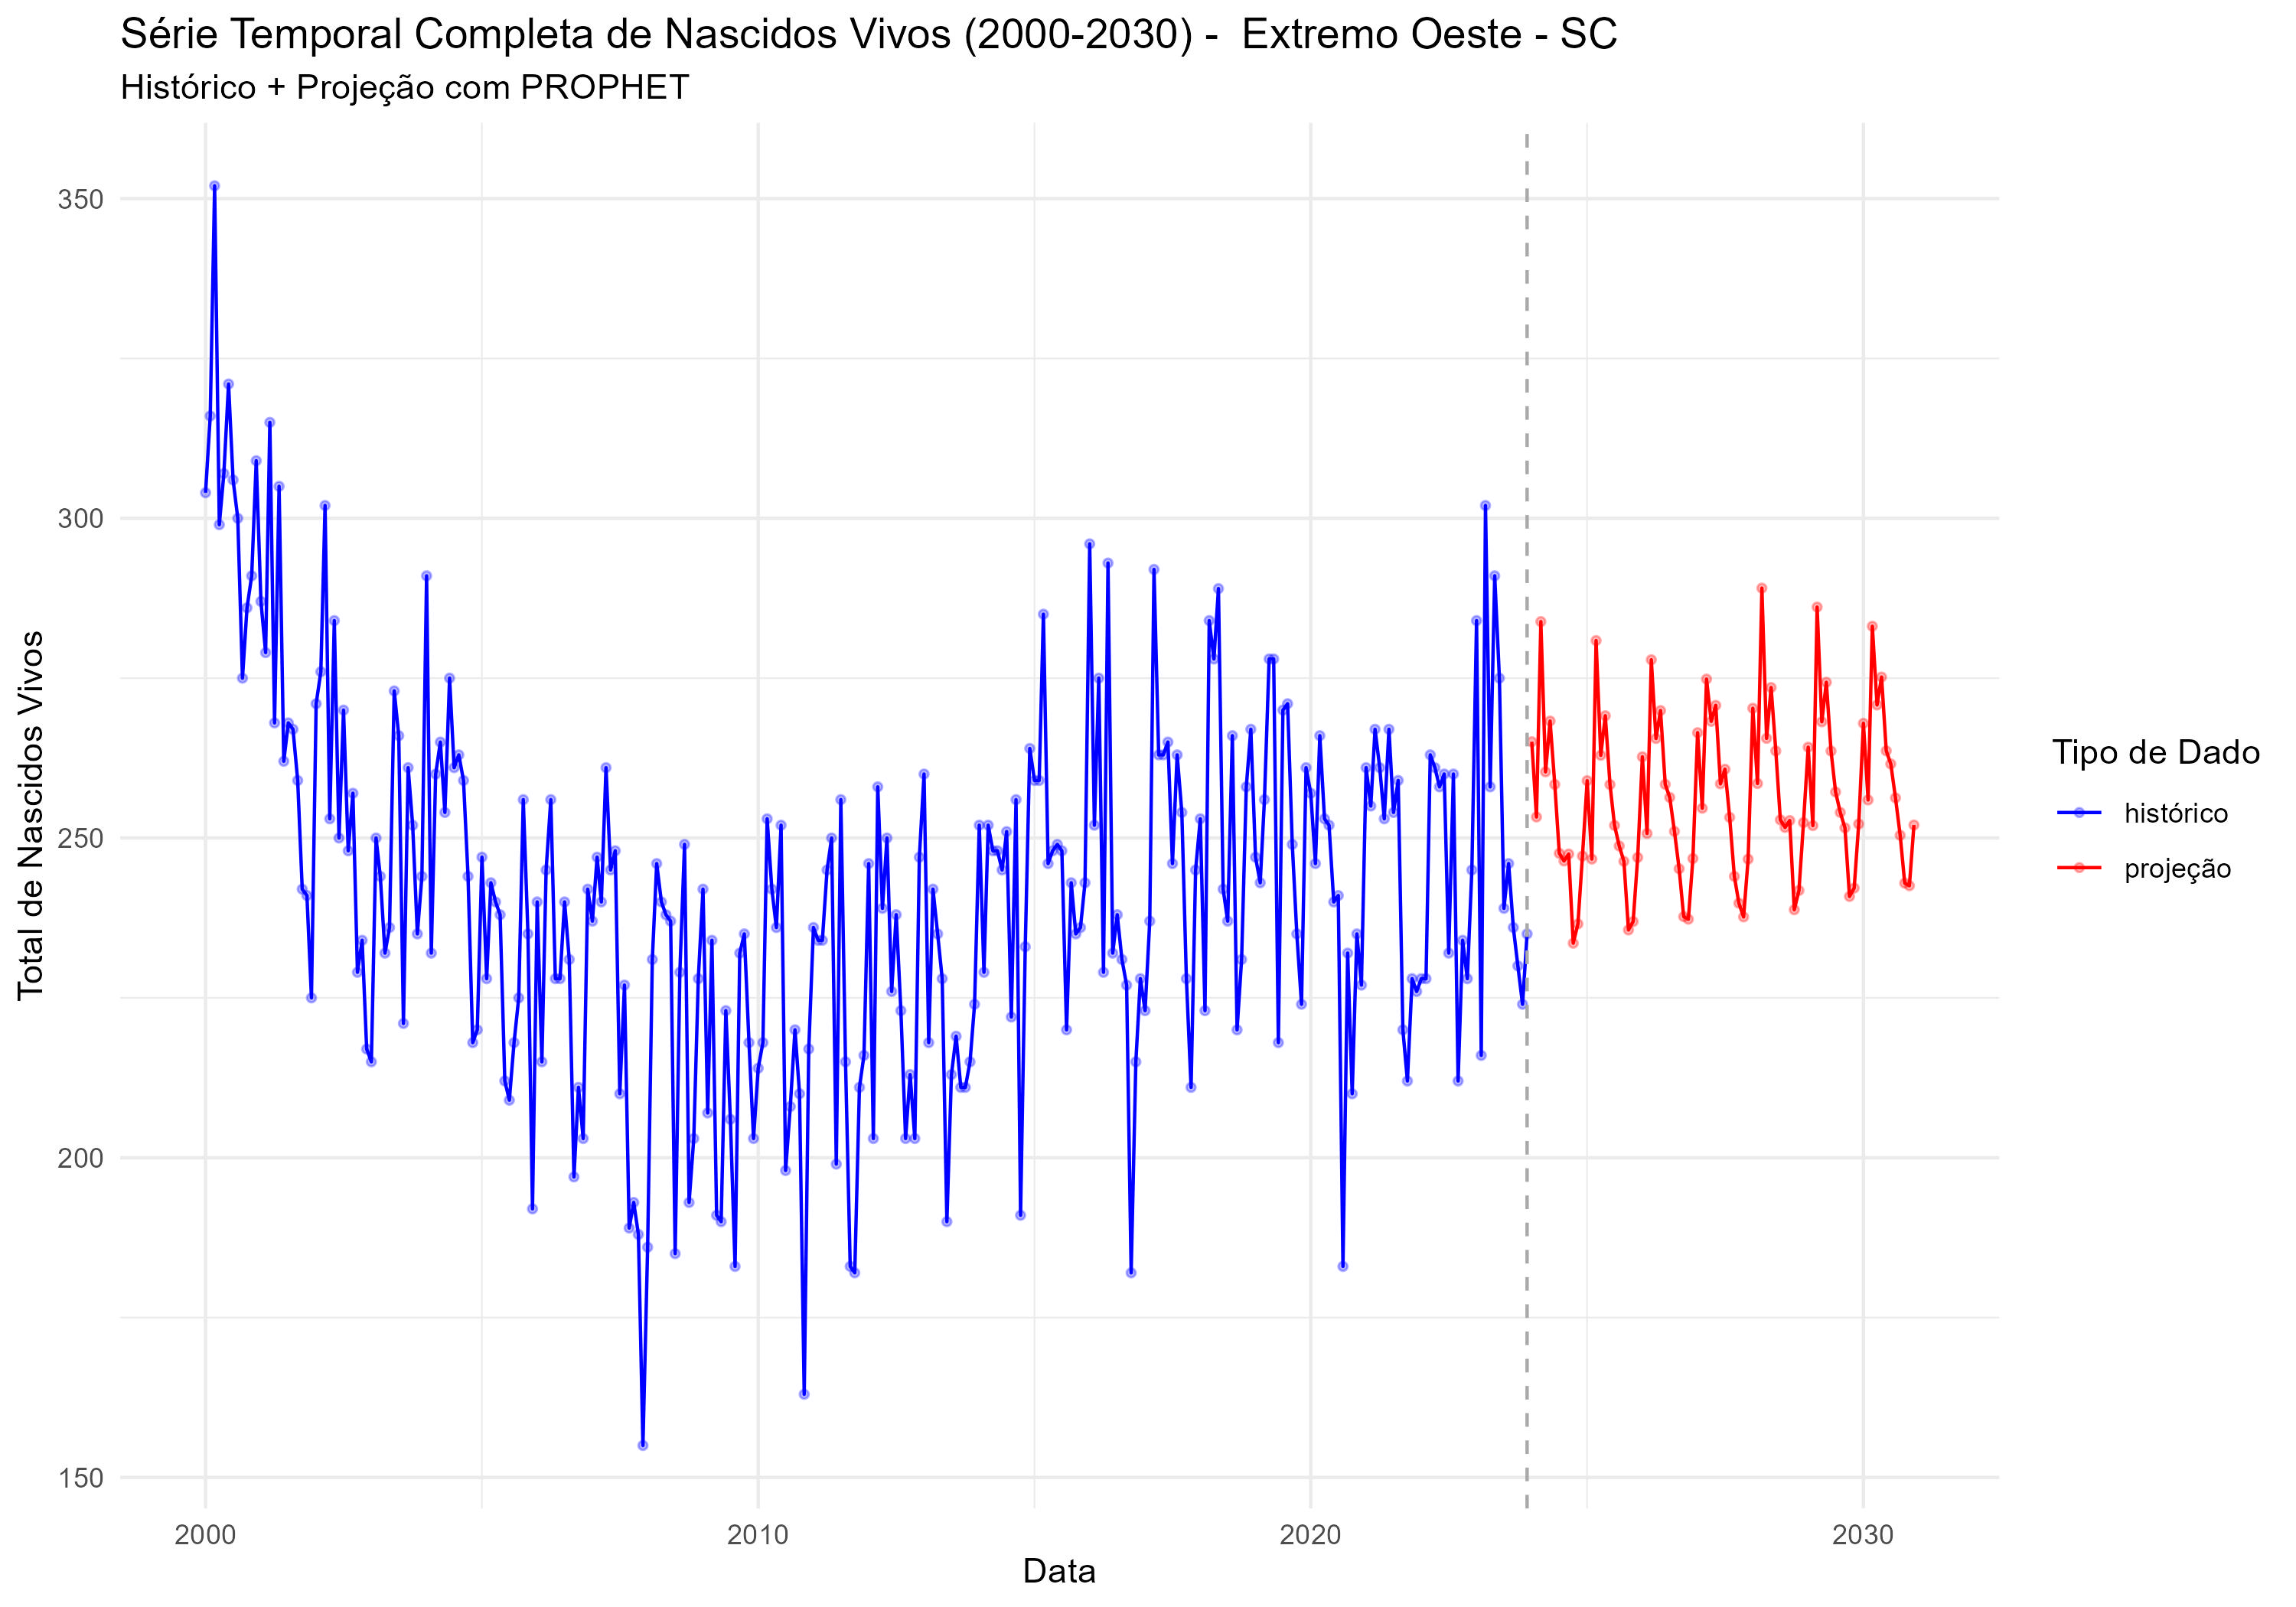 Série Temporal Completa de Nascidos Vivos (2000-2030) -  Extremo Oeste - SC
Histórico + Projeção com PROPHET
Total de Nascidos Vivos
350
300
250
200
150
2000
2010
2020
2030
Data
Tipo de Dado
histórico
projeção